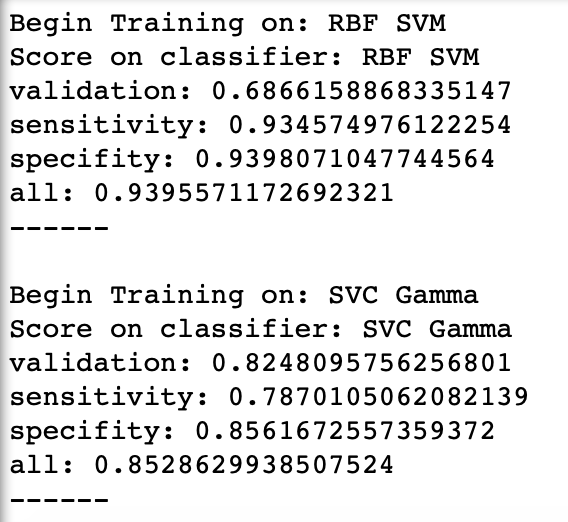 Begin Training on: RBF SVM
Score on classifier: RBF SVM
validation: 0.6866158868335147
sensitivity: 0.934574976122254
specifity: 0.9398071047744564
all: 0.9395571172692321
------
Begin Training on: SVC Gamma
Score on classifier: SVC Gamma
validation: 0.8248095756256801
sensitivity: 0.7870105062082139
specifity: 0.8561672557359372
all: 0.8528629938507524
------